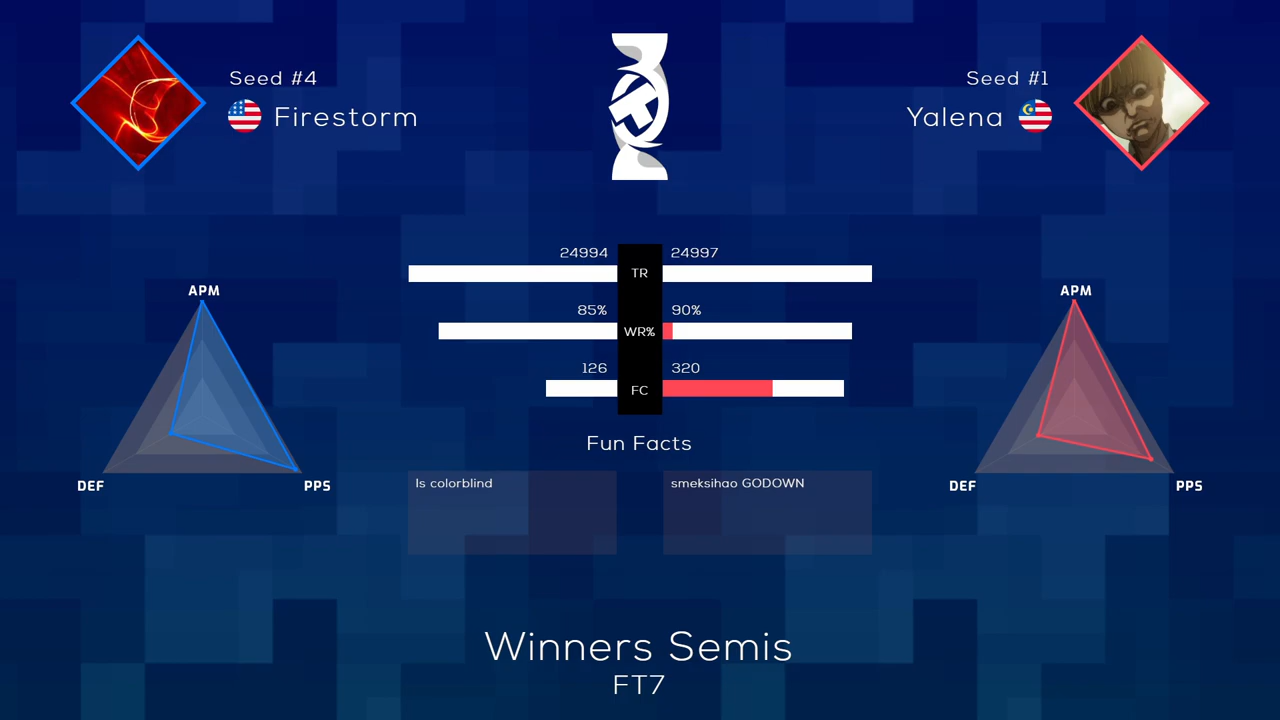 Seed #4
Firestorm
Seed #1
Yalena
24994
TR
24997
85%
WR%
90%
126
FC
320
APM
DEF
PPS
APM
DEF
PPS
Fun Facts
Is colorblind
smeksihao GODOWN
Winners Semis
FT7